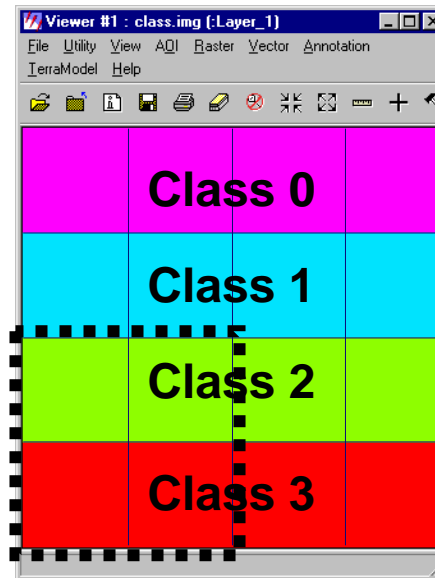 Viewer #1 : class.img (:Layer_1)
File Utility View AOI Raster Vector Annotation
TerraModel Help
Class 0
Class 1
Class 2
Class 3